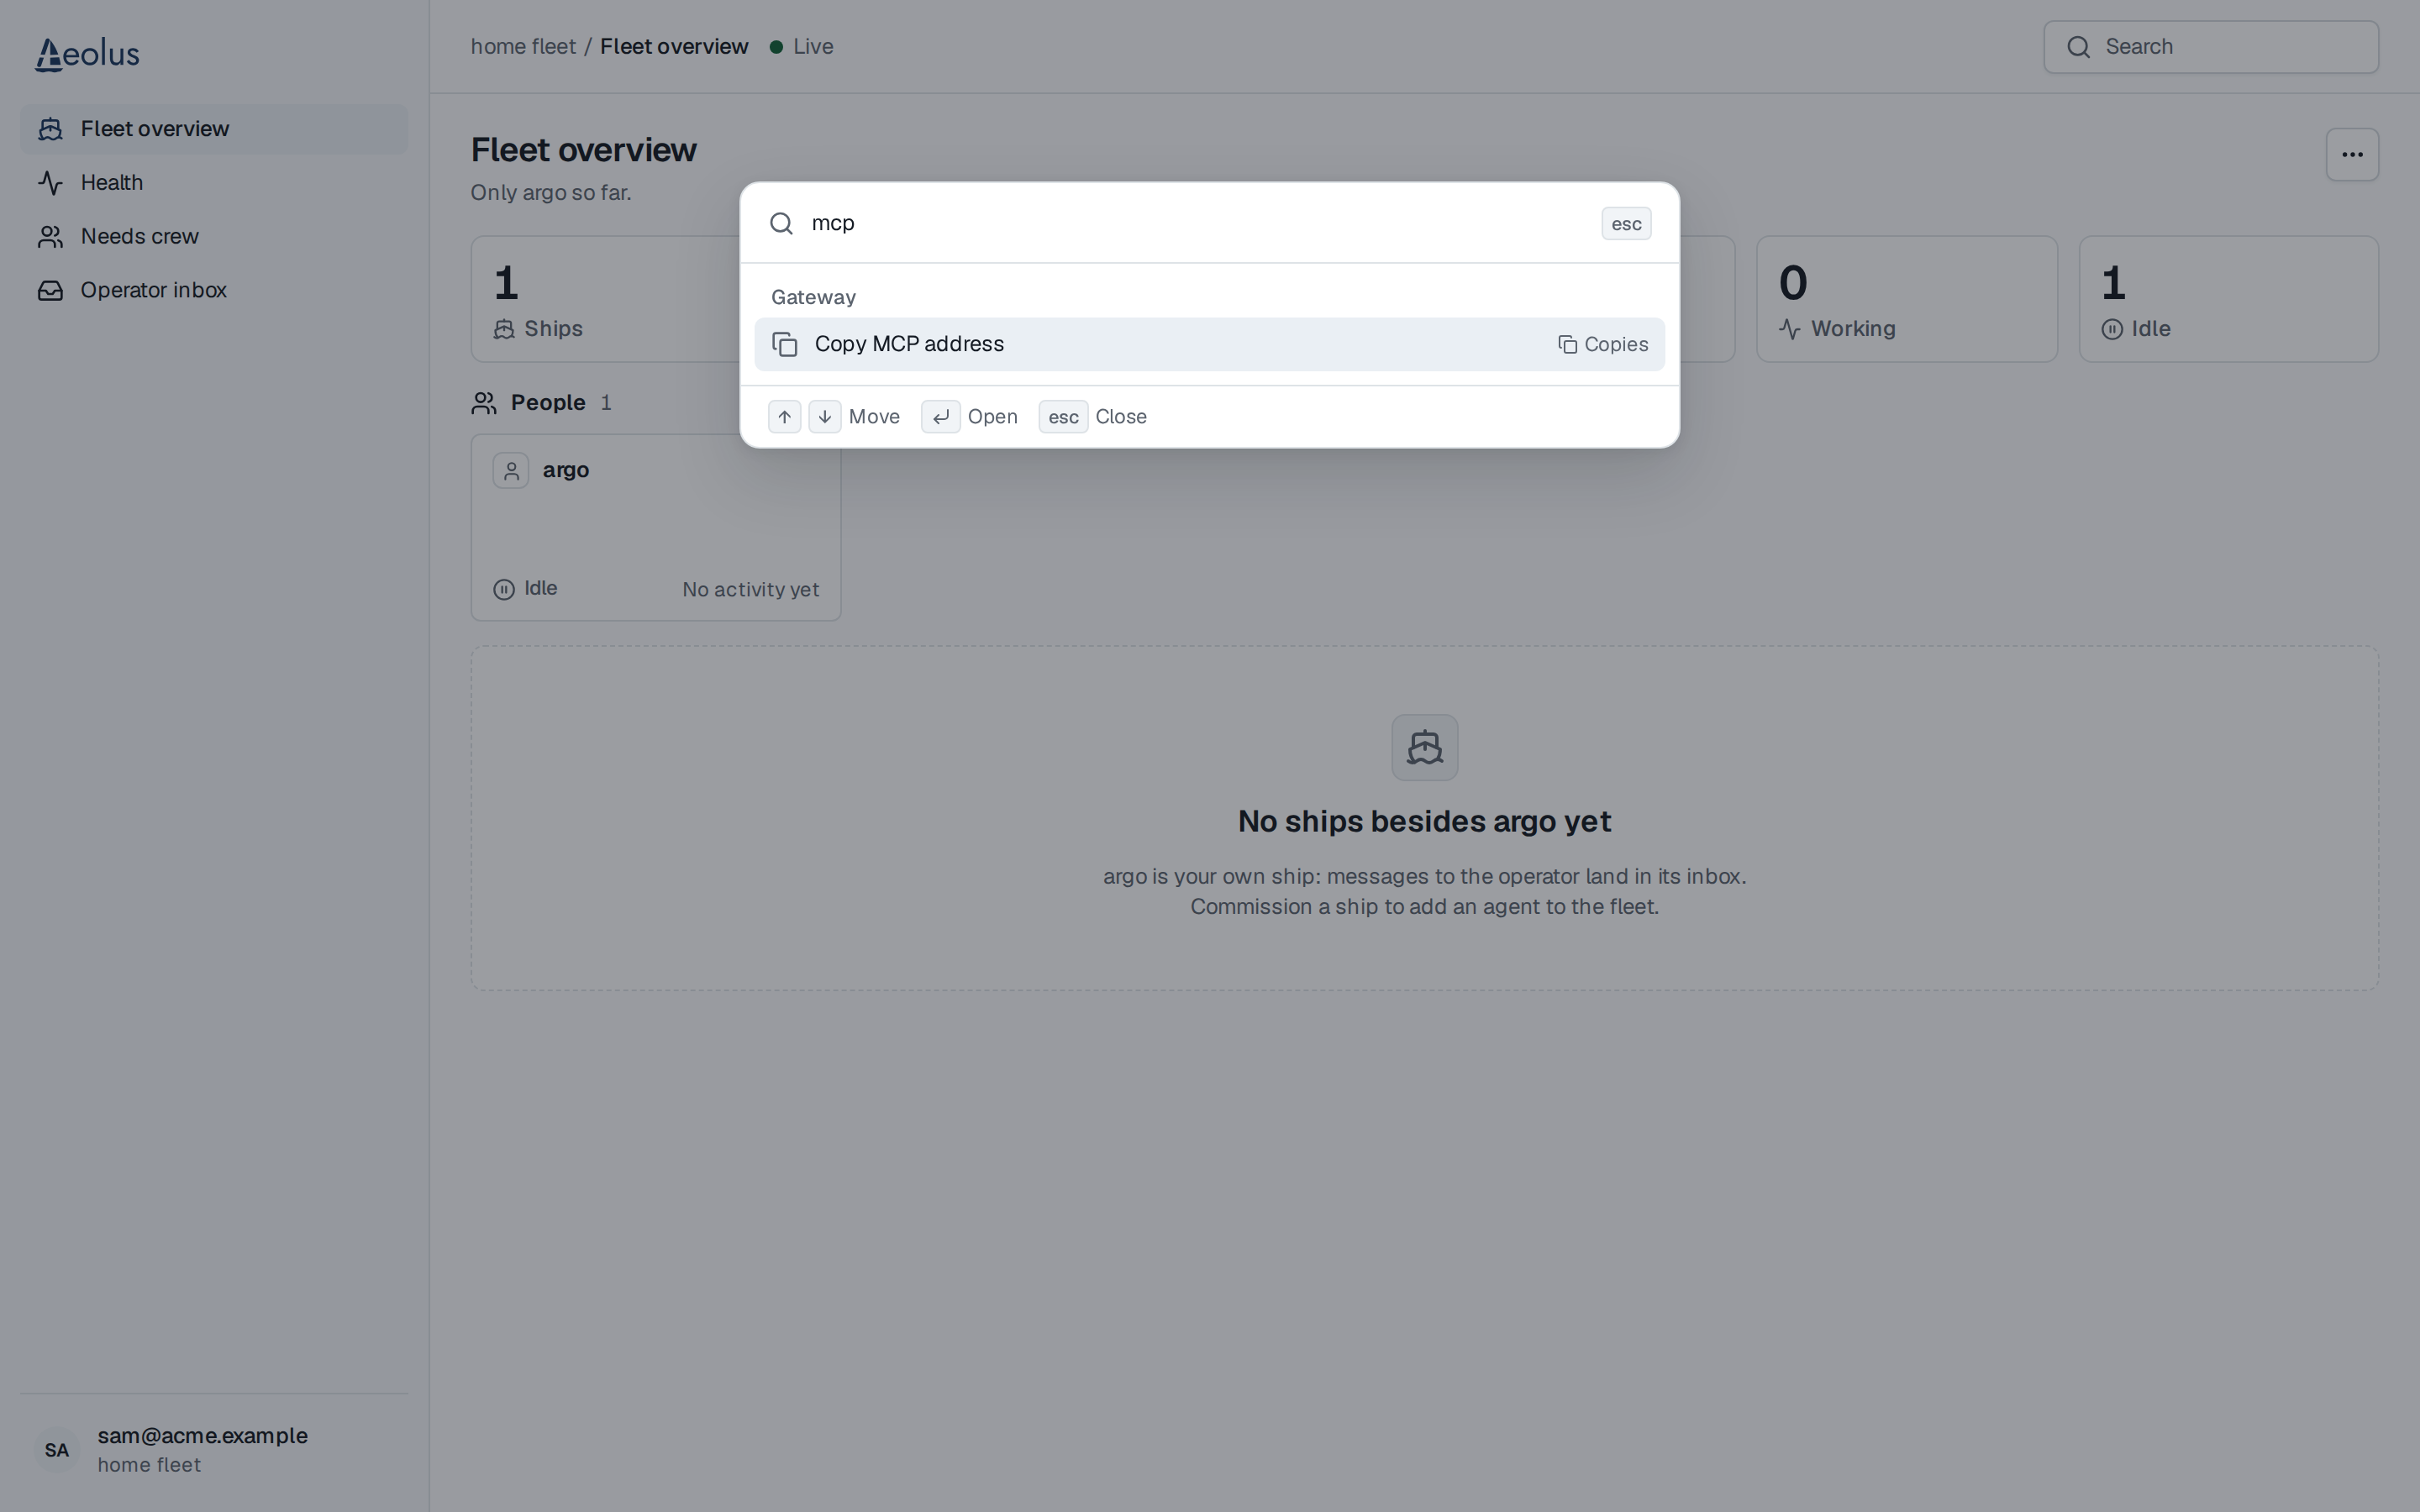 Aeolus
Fleet overview
Health
Needs crew
Operator inbox
sam@acme.example
home fleet
SA
home fleet / Fleet overview
Live
Search
Fleet overview
Only argo so far.
mcp
esc
Gateway
Copy MCP address
Copies
Move
Open
esc Close
1
Ships
0
Working
1
Idle
People 1
argo
Idle
No activity yet
No ships besides argo yet
argo is your own ship: messages to the operator land in its inbox.
Commission a ship to add an agent to the fleet.